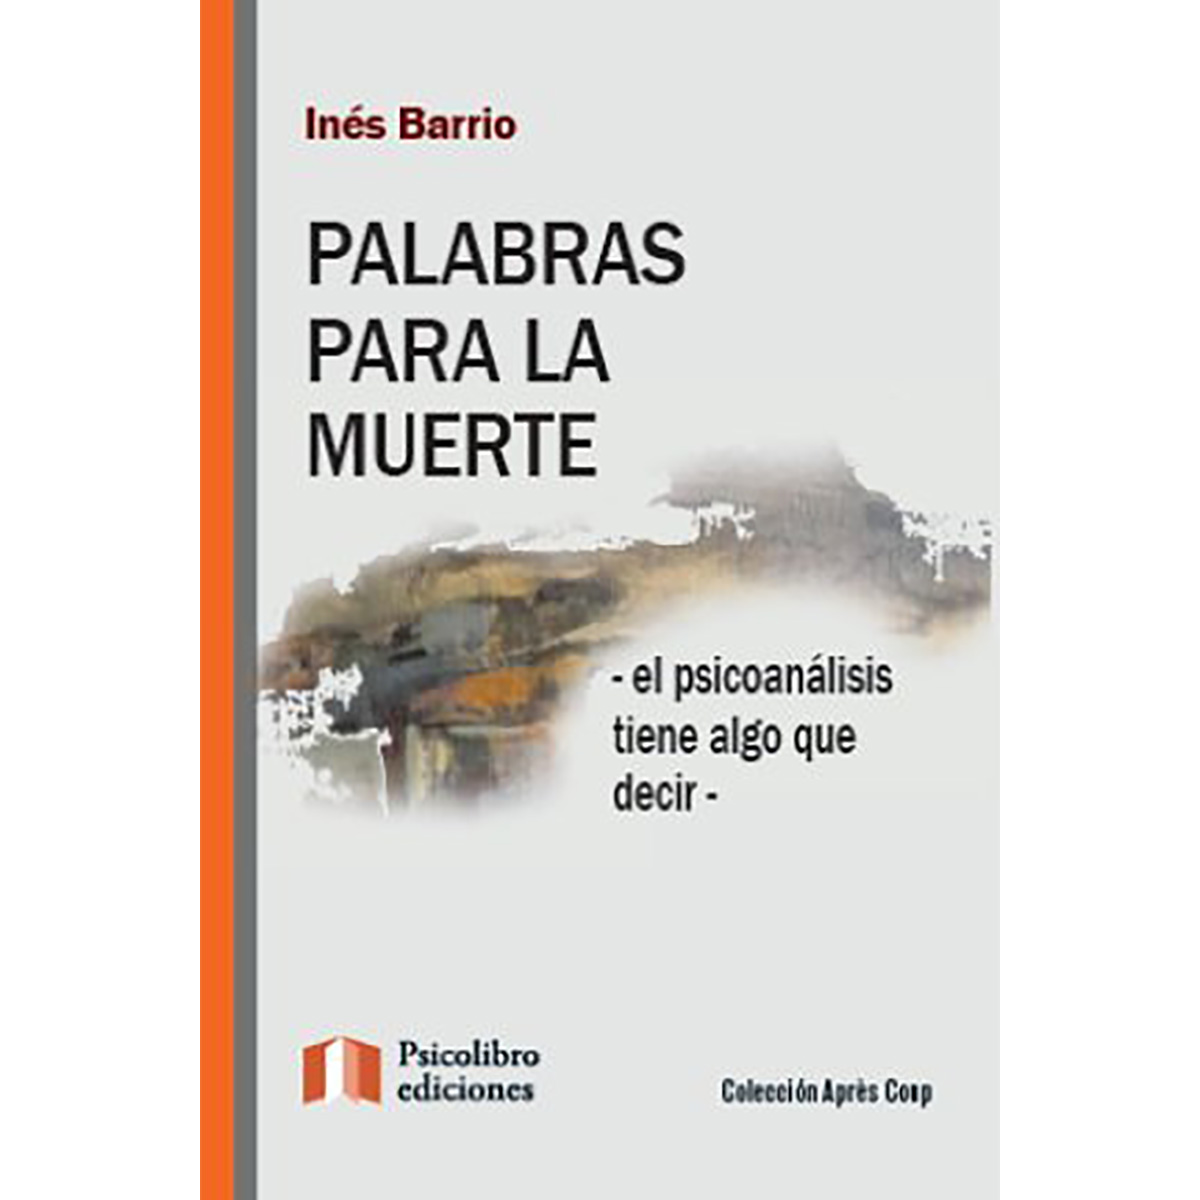 Inés Barrio
PALABRAS
PARA LA
MUERTE
- el psicoanálisis
tiene algo que
decir -
Psicolibro
ediciones
Colección Après Coup